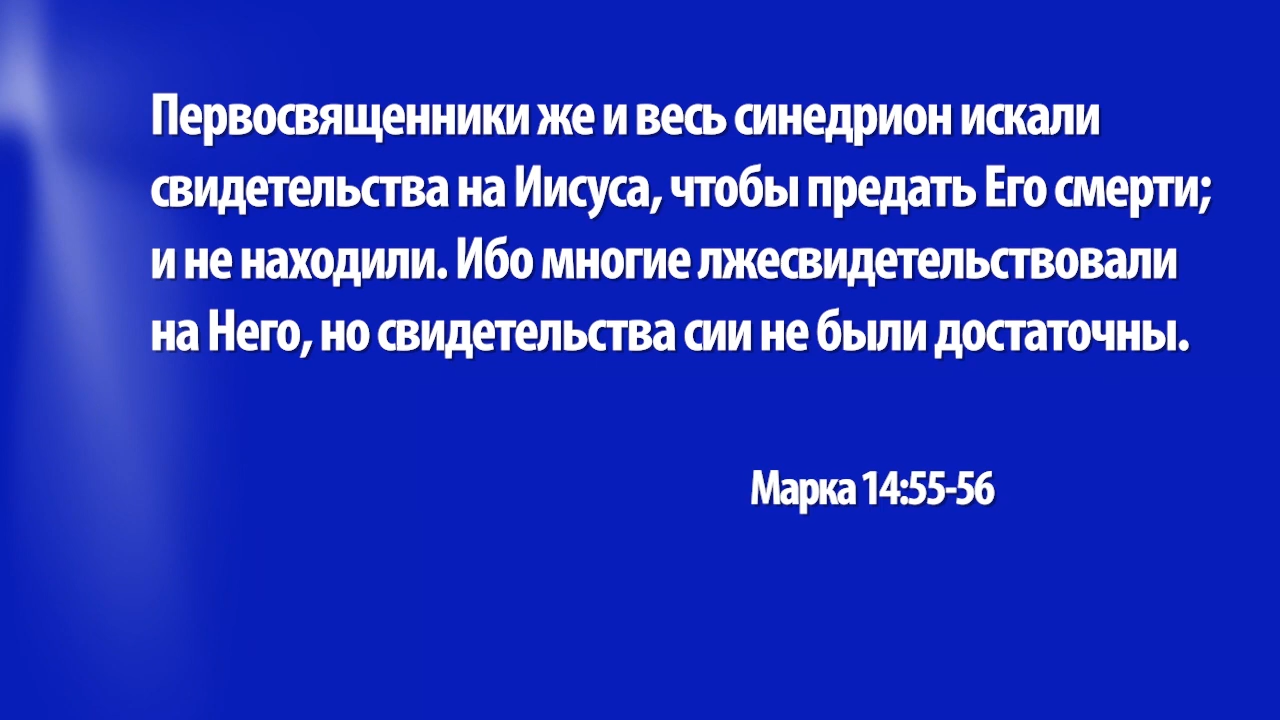 Первосвященники же и весь синедрион искали
свидетельства на Иисуса, чтобы предать Его смерти;
и не находили. Ибо многие лжесвидетельствовали
на Него, но свидетельства сии не были достаточны.
Марка 14:55-56